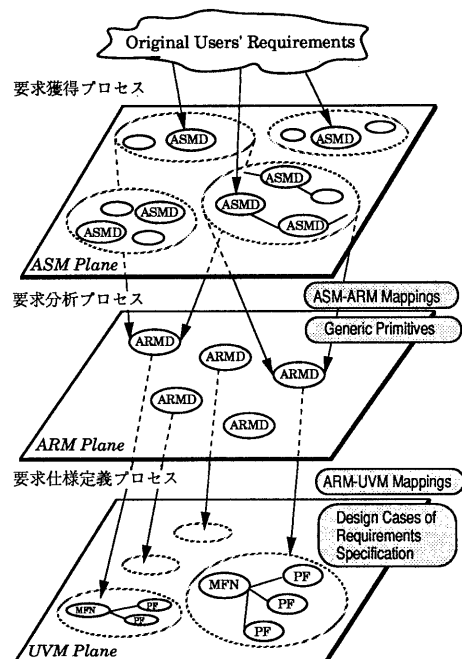 Original Users' Requirements
要求獲得プロセス
ASMD
ASMD
ASMD
ASMD
ASMD
ASMD
ASMD
ASM Plane
要求分析プロセス
ASM-ARM Mappings
Generic Primitives
ARMD
ARMD
ARMD
ARMD
ARMD
ARM Plane
要求仕様定義プロセス
ARM-UVM Mappings
Design Cases of
Requirements
Specification
MFN
PF
PF
PF
MFN
PF
PF
UVM Plane